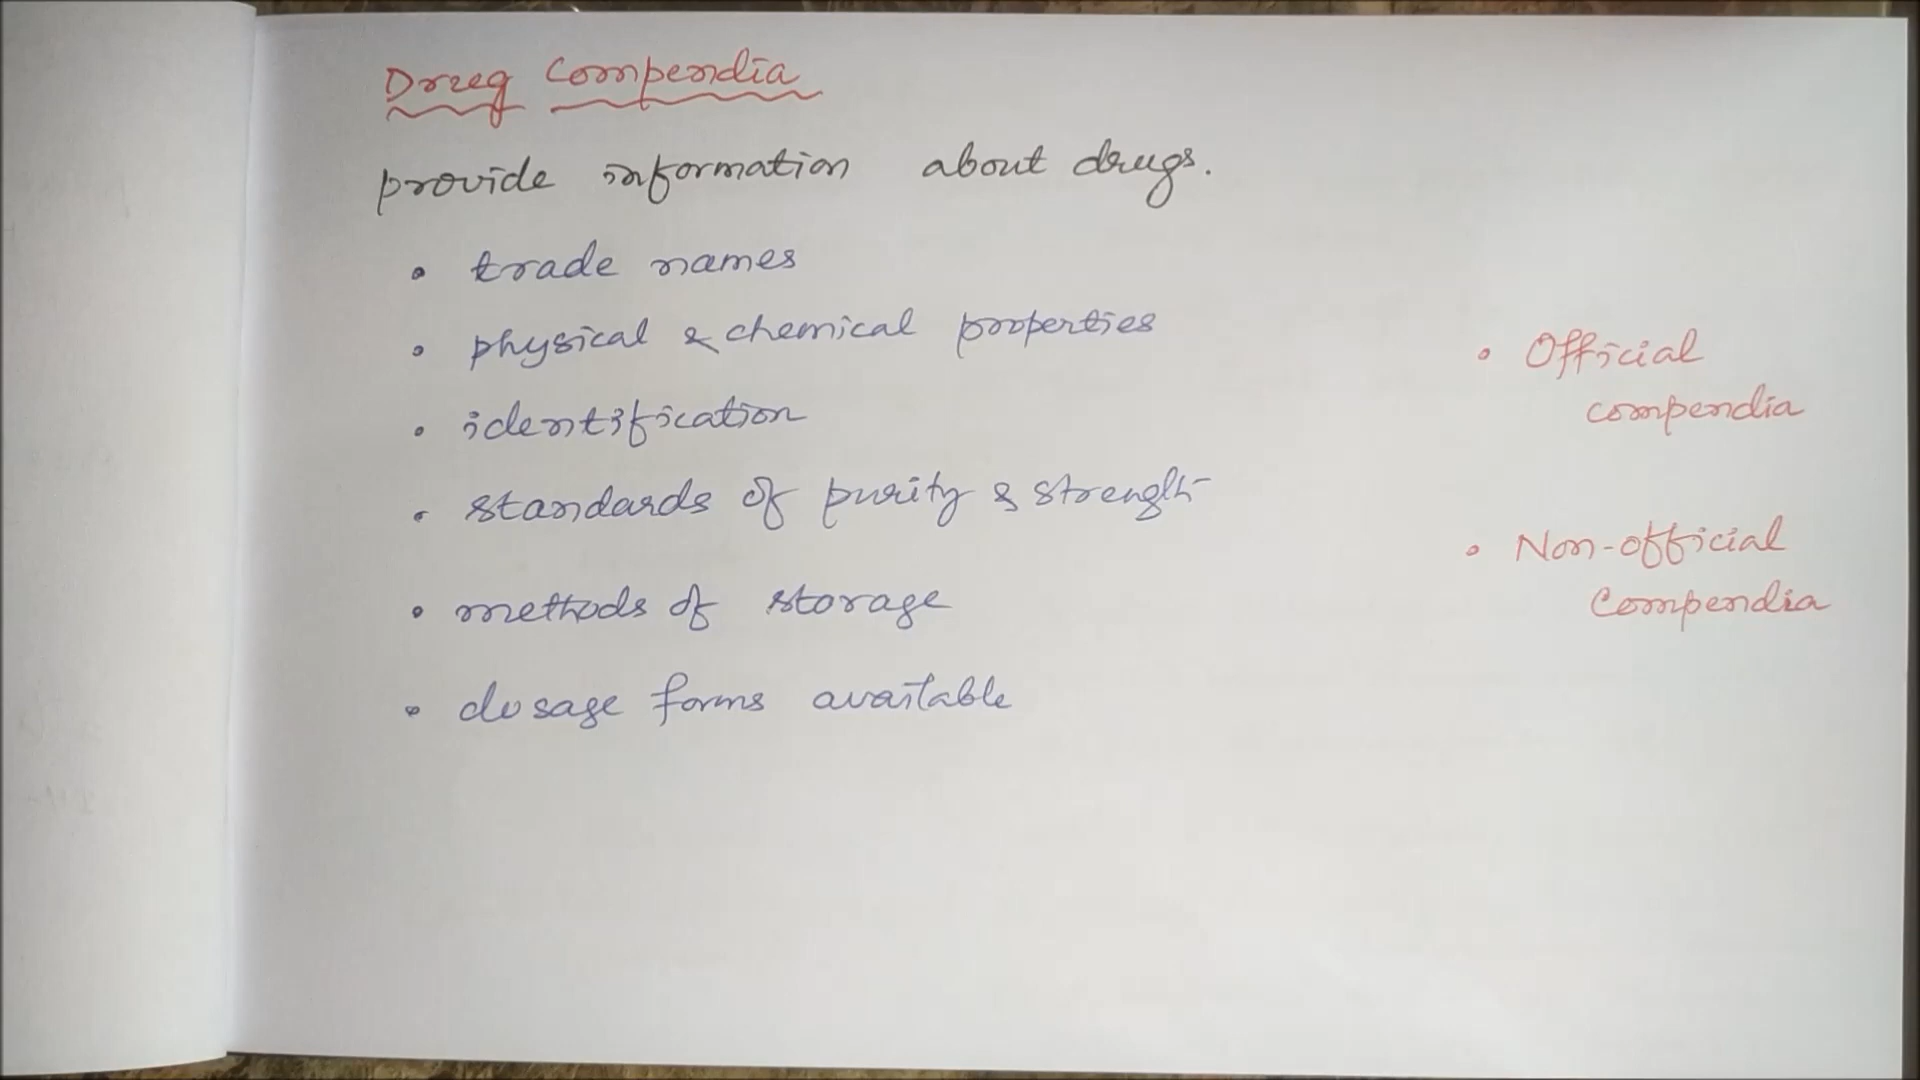 Drug Compendia
provide information about drugs.
• trade names
• physical & chemical properties
• identification
• standards of purity & strength
• methods of storage
• dosage forms available
• Official
compendia
• Non-official
Compendia